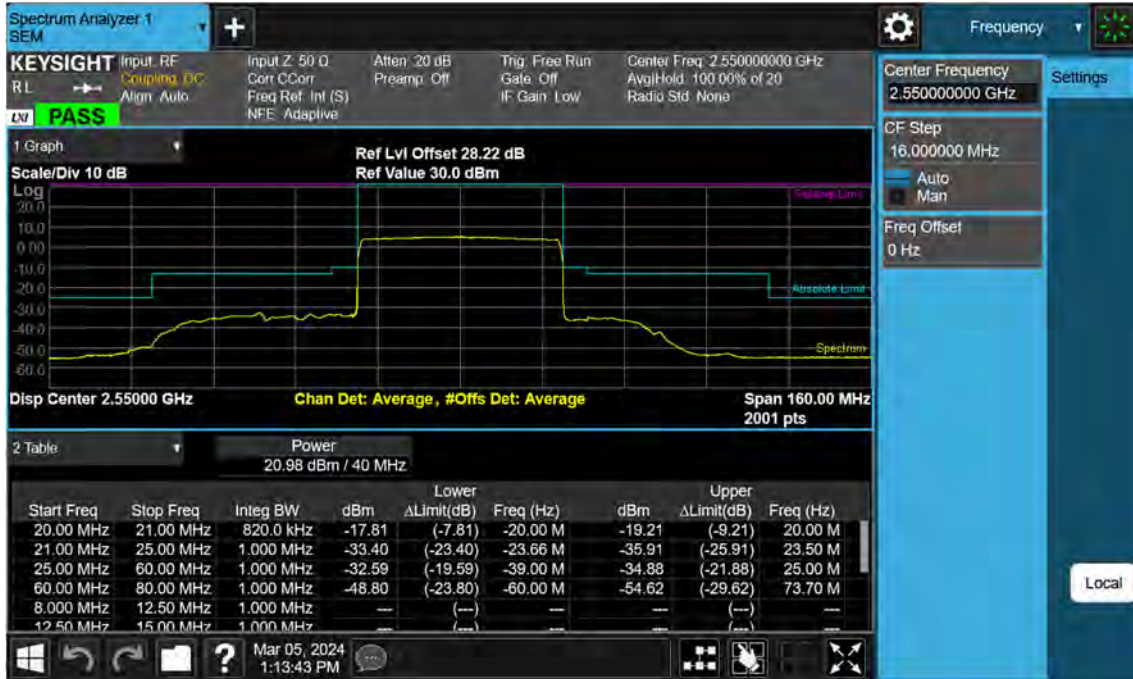 Spectrum Analyzer 1
SEM
Frequency
KEYSIGHT Input: RF Input Z: 50 Ω Atten: 20 dB Trig: Free Run Center Freq: 2.550000000 GHz
RL Coupling: DC Corr CCorr Preamp: Off Gate: Off Avg|Hold: 100.00% of 20
Align: Auto Freq Ref: Int (S) IF Gain: Low Radio Std: None
LXI PASS NFE: Adaptive
Center Frequency
2.550000000 GHz
Settings
CF Step
16.000000 MHz
Auto
Man
Freq Offset
0 Hz
1 Graph
Ref Lvl Offset 28.22 dB
Scale/Div 10 dB Ref Value 30.0 dBm
Log
Relative Limit
20.0
10.0
0.00
-10.0
-20.0
Absolute Limit
-30.0
-40.0
-50.0
Spectrum
-60.0
Disp Center 2.55000 GHz Chan Det: Average, #Offs Det: Average Span 160.00 MHz
2001 pts
2 Table
Power
20.98 dBm / 40 MHz
Lower Upper
Start Freq Stop Freq Integ BW dBm ΔLimit(dB) Freq (Hz) dBm ΔLimit(dB) Freq (Hz)
20.00 MHz 21.00 MHz 820.0 kHz -17.81 (-7.81) -20.00 M -19.21 (-9.21) 20.00 M
21.00 MHz 25.00 MHz 1.000 MHz -33.40 (-23.40) -23.66 M -35.91 (-25.91) 23.50 M
25.00 MHz 60.00 MHz 1.000 MHz -32.59 (-19.59) -39.00 M -34.88 (-21.88) 25.00 M
60.00 MHz 80.00 MHz 1.000 MHz -48.80 (-23.80) -60.00 M -54.62 (-29.62) 73.70 M
8.000 MHz 12.50 MHz 1.000 MHz --- (---) --- --- (---) ---
12.50 MHz 15.00 MHz 1.000 MHz --- (---) --- --- (---) ---
Local
Mar 05, 2024
1:13:43 PM